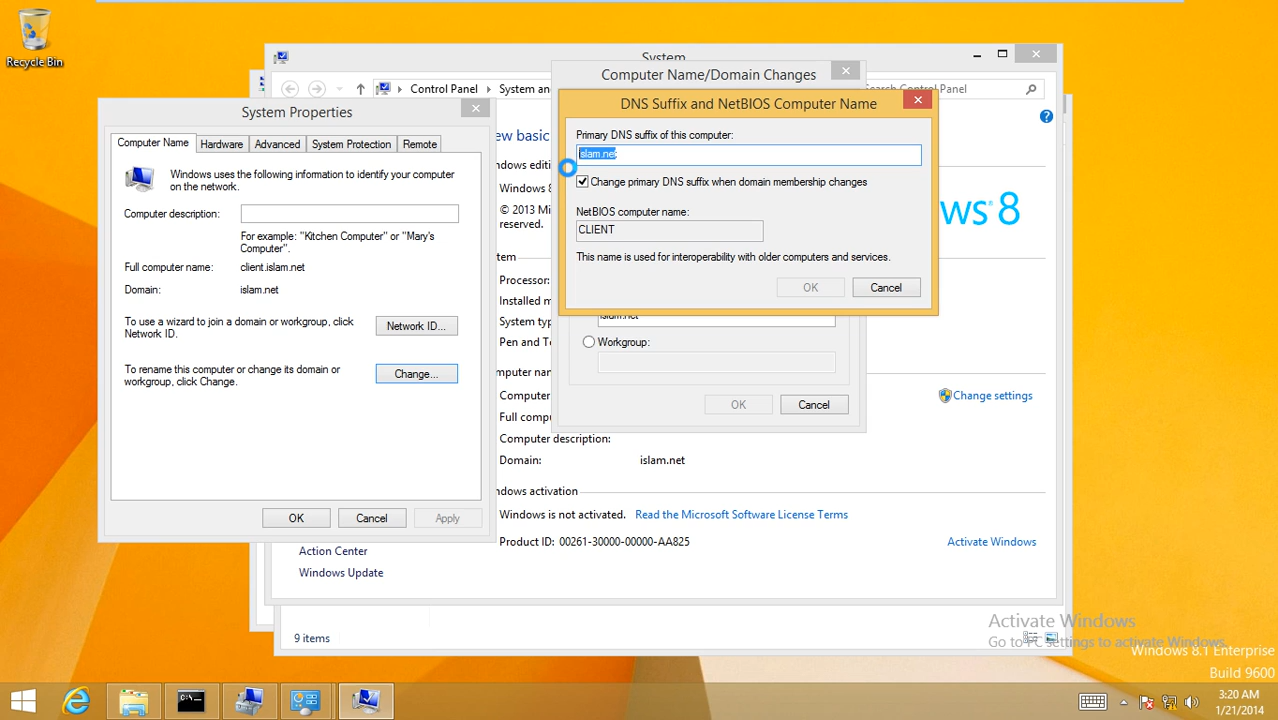 Recycle Bin
System
Control Panel
System an
Search Control Panel
System Properties
Computer Name
Hardware
Advanced
System Protection
Remote
Windows uses the following information to identify your computer
on the network.
Computer description:
For example: "Kitchen Computer" or "Mary's
Computer".
Full computer name:
client.islam.net
Domain:
islam.net
To use a wizard to join a domain or workgroup, click
Network ID.
Network ID...
To rename this computer or change its domain or
workgroup, click Change.
Change...
OK
Cancel
Apply
Computer Name/Domain Changes
DNS Suffix and NetBIOS Computer Name
Primary DNS suffix of this computer:
islam.net
Change primary DNS suffix when domain membership changes
NetBIOS computer name:
CLIENT
This name is used for interoperability with older computers and services.
OK
Cancel
islam.net
Workgroup:
OK
Cancel
ew basic
ndows editi
Windows 8
© 2013 Mi
reserved.
tem
Processor:
Installed m
System typ
Pen and T
mputer nan
Compute
Full compu
Computer description:
Domain:
islam.net
ndows activation
Windows is not activated.
Read the Microsoft Software License Terms
Product ID: 00261-30000-00000-AA825
Activate Windows
ws 8
Change settings
Action Center
Windows Update
9 items
Activate Windows
Go to PC settings to activate Windows.
Windows 8.1 Enterprise
Build 9600
3:20 AM
1/21/2014